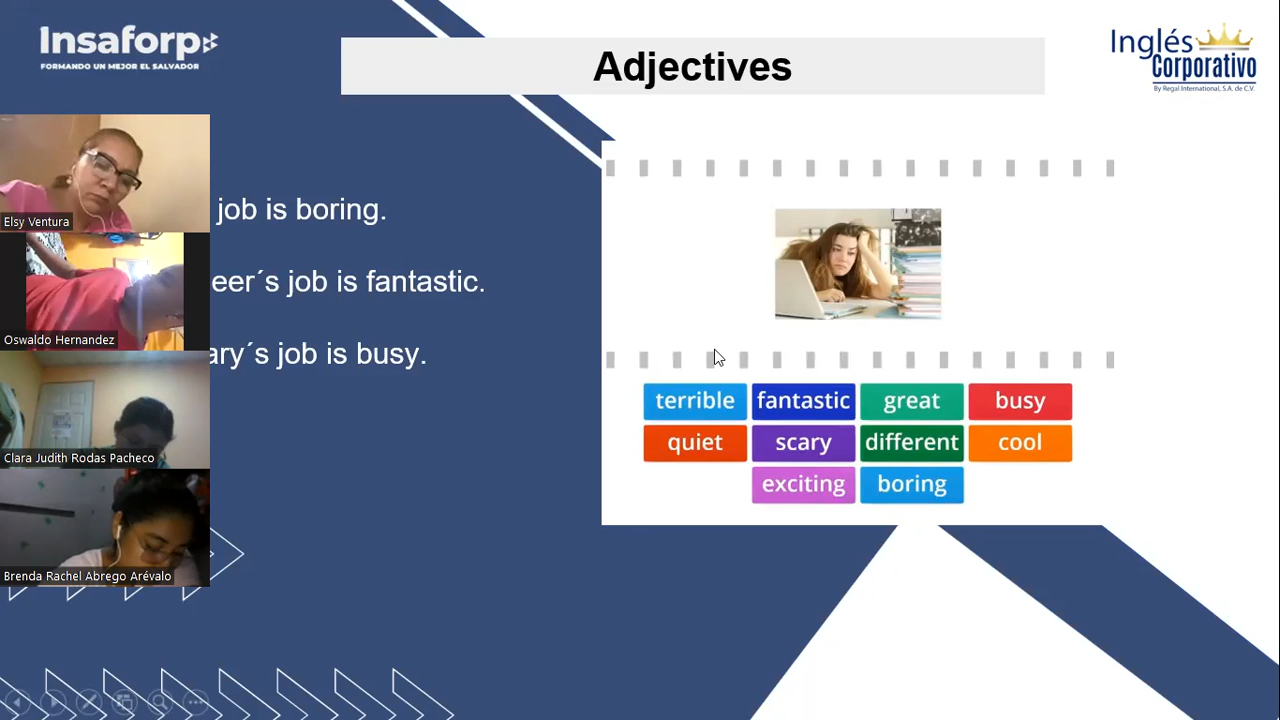 Insaforp
FORMANDO UN MEJOR EL SALVADOR
Adjectives
Inglés
Corporativo
By Regal International, S.A. de C.V.
Elsy Ventura
job is boring.
eer´s job is fantastic.
Oswaldo Hernandez
ary´s job is busy.
Clara Judith Rodas Pacheco
Brenda Rachel Abrego Arévalo
terrible fantastic great busy
quiet scary different cool
exciting boring